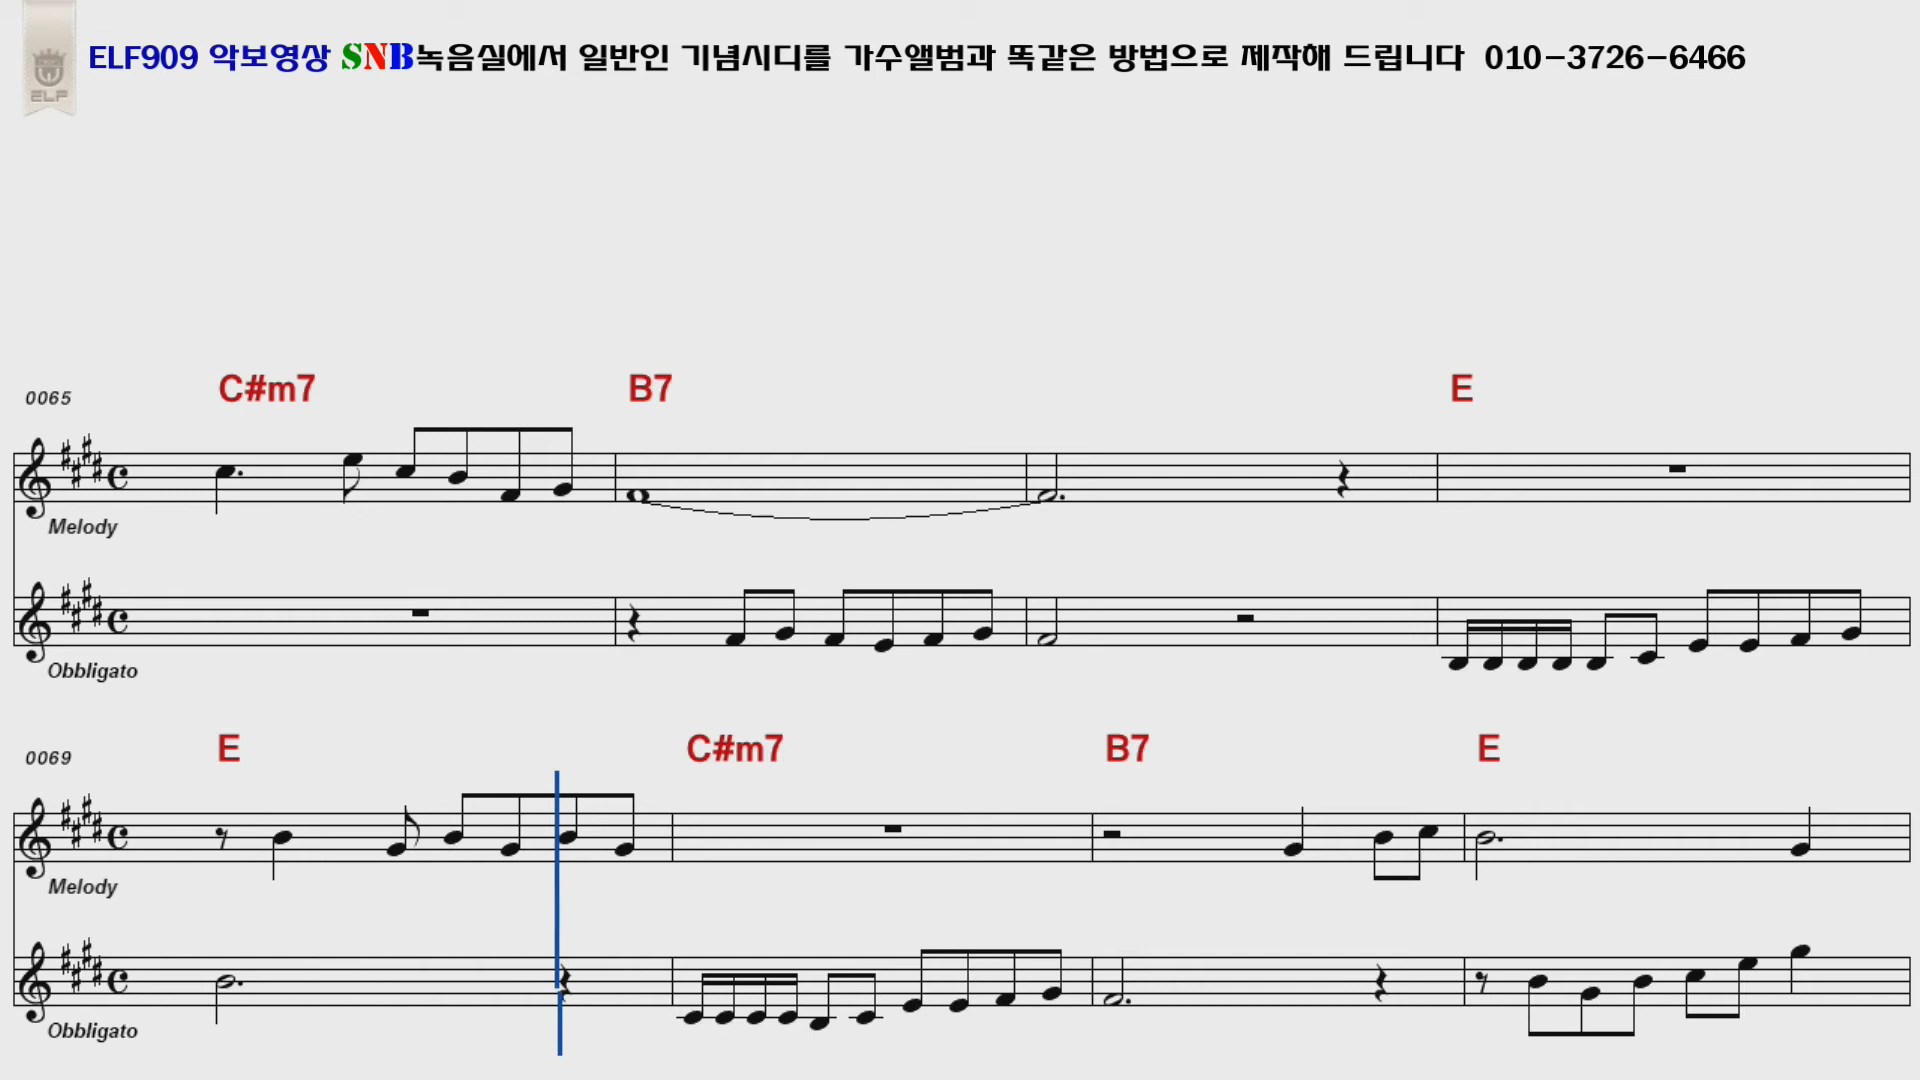 ELF909 악보영상 SNB녹음실에서 일반인 기념시디를 가수앨범과 똑같은 방법으로 제작해 드립니다 010-3726-6466
ELF
0065 C#m7 B7 E
Melody
Obbligato
0069 E C#m7 B7 E
Melody
Obbligato